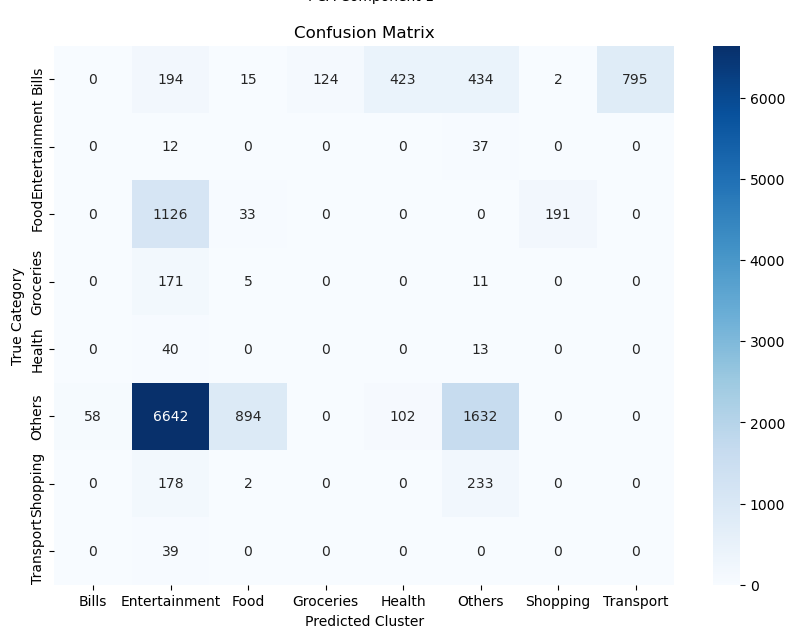 Confusion Matrix
True Category
Bills 0 194 15 124 423 434 2 795
Entertainment 0 12 0 0 0 37 0 0
Food 0 1126 33 0 0 0 191 0
Groceries 0 171 5 0 0 11 0 0
Health 0 40 0 0 0 13 0 0
Others 58 6642 894 0 102 1632 0 0
Shopping 0 178 2 0 0 233 0 0
Transport 0 39 0 0 0 0 0 0
Bills Entertainment Food Groceries Health Others Shopping Transport
Predicted Cluster
6000
5000
4000
3000
2000
1000
0